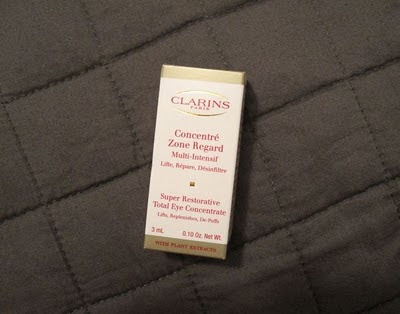 CLARINS
PARIS
Concentré
Zone Regard
Multi-Intensif
Lifte, Répare, Désinfiltre
Super Restorative
Total Eye Concentrate
Lifts, Replenishes, De-Puffs
3 mL 0.10 Oz. Net Wt.
WITH PLANT EXTRACTS